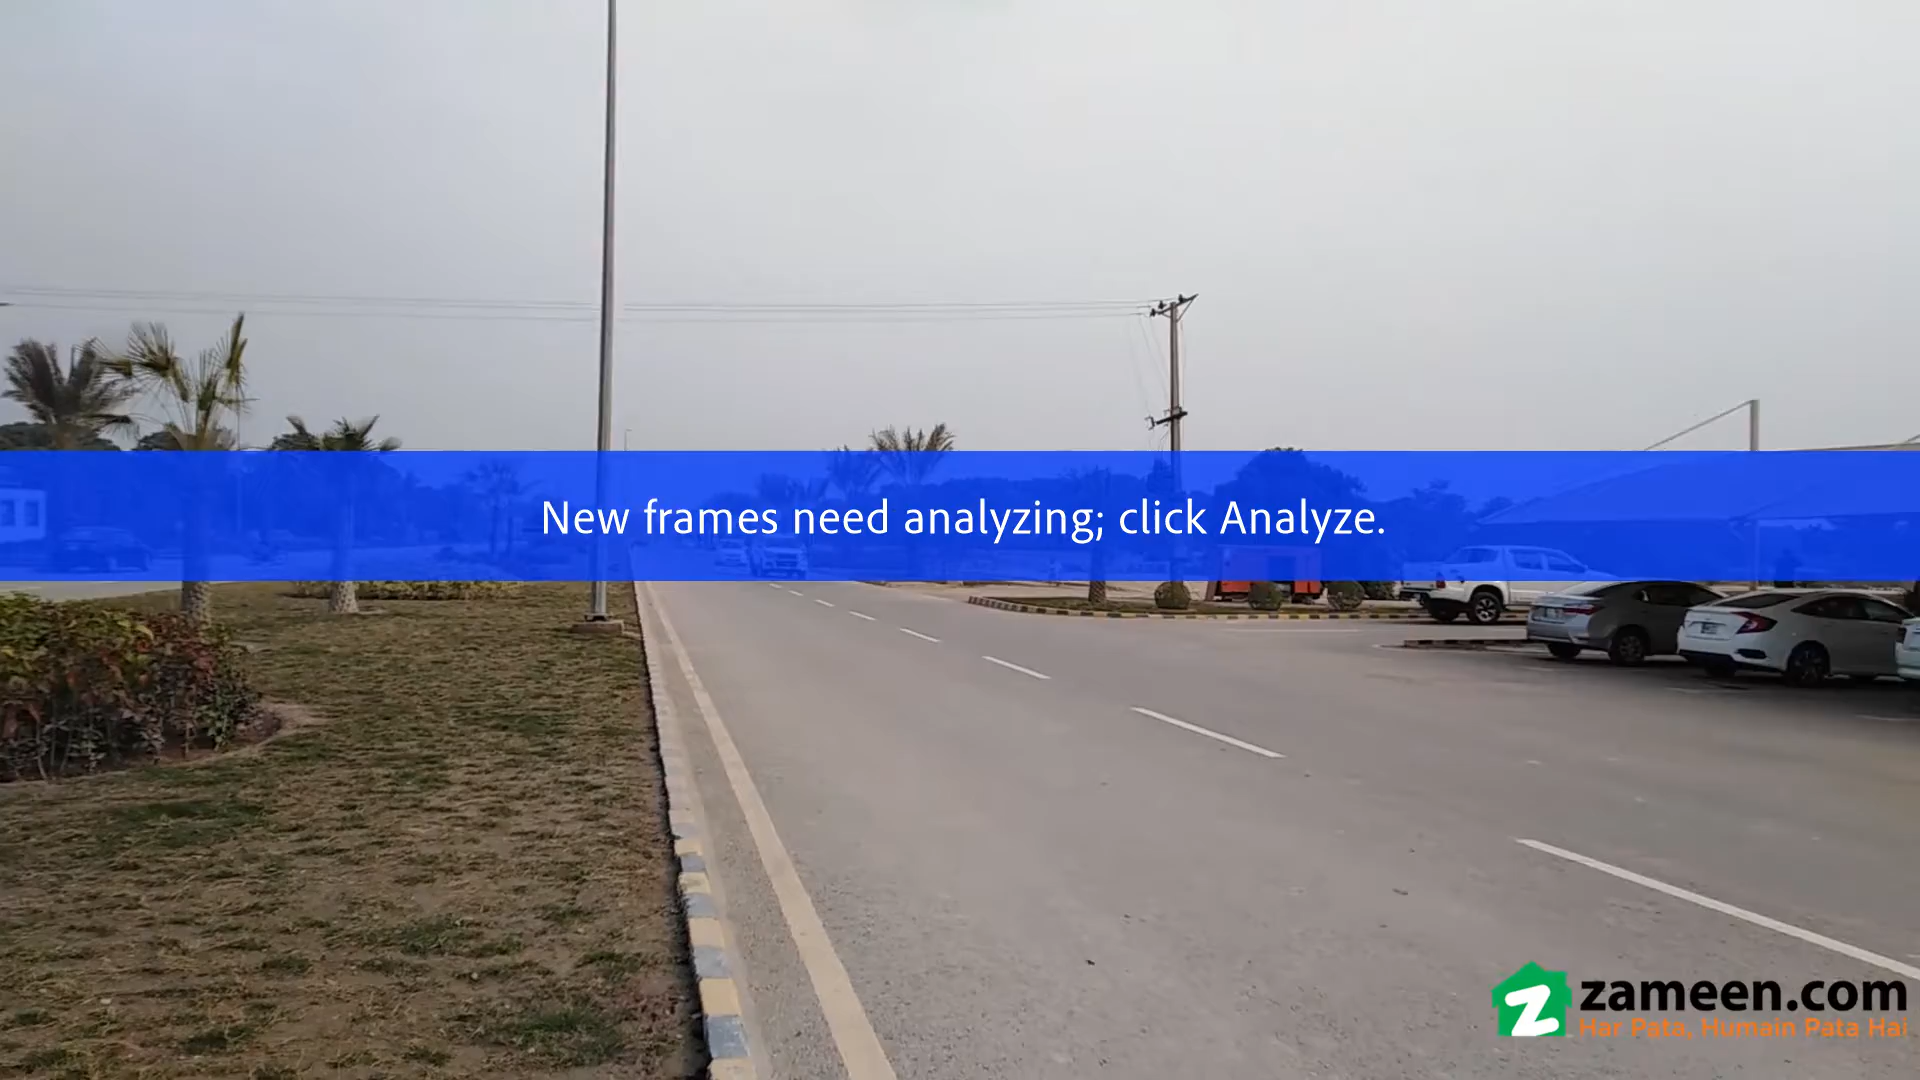 New frames need analyzing; click Analyze.
zameen.com
Har Pata, Humain Pata Hai